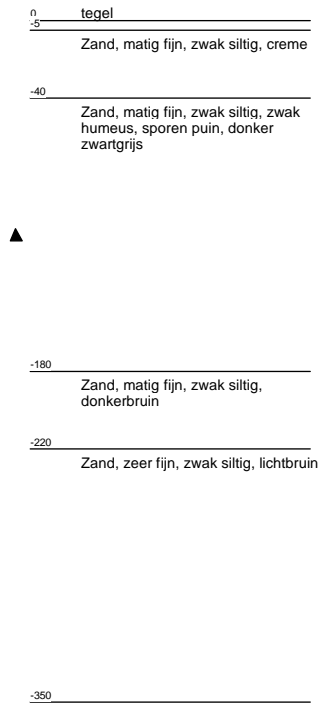 0 tegel
-5
Zand, matig fijn, zwak siltig, creme
-40
Zand, matig fijn, zwak siltig, zwak
humeus, sporen puin, donker
zwartgrijs
-180
Zand, matig fijn, zwak siltig,
donkerbruin
-220
Zand, zeer fijn, zwak siltig, lichtbruin
-350